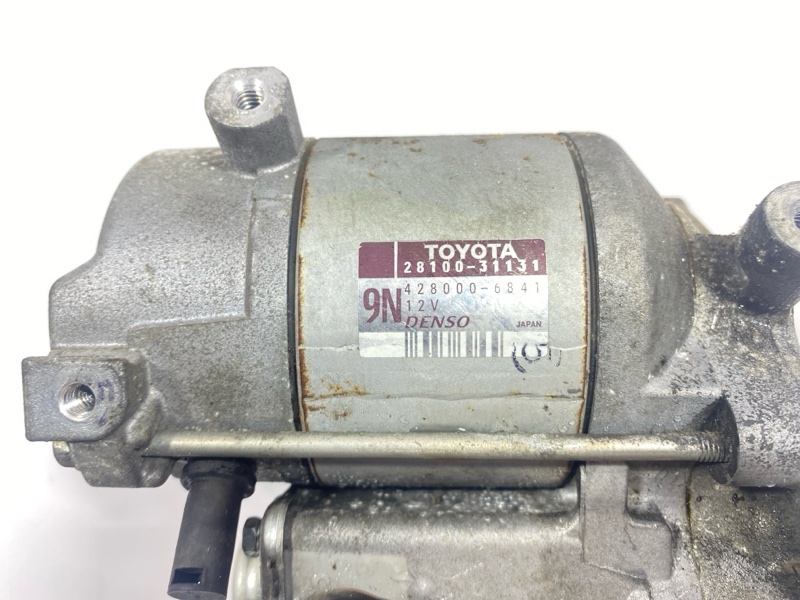 TOYOTA
28100-31131
9N
428000-6841
12V
DENSO
JAPAN